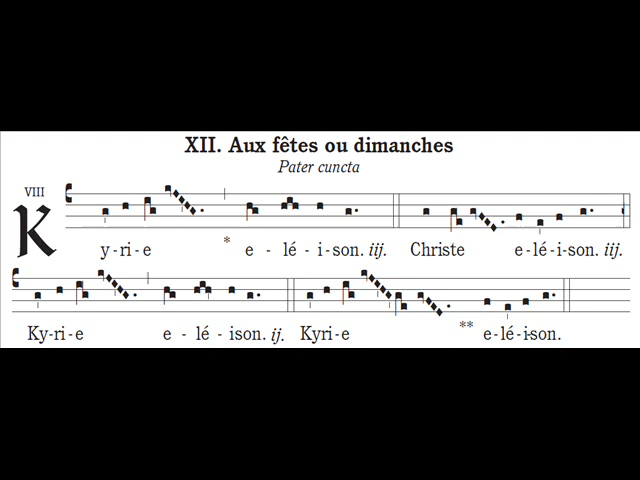 XII. Aux fêtes ou dimanches
Pater cuncta
VIII
Ky-ri-e * e-lé-i-son. iij. Christe e-lé-i-son. iij.
Ky-ri-e e-lé-ison. ij. Kyri-e ** e-lé-i-son.